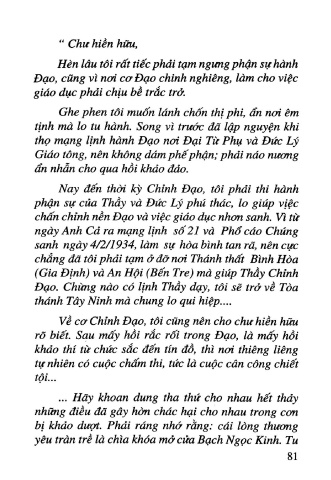 “ Chư hiền hữu,
Hèn lâu tôi rất tiếc phải tạm ngưng phận sự hành
Đạo, cũng vì nơi cơ Đạo chinh nghiêng, làm cho việc
giáo dục phải chịu bề trắc trở.
Ghe phen tôi muốn lánh chốn thị phi, ẩn nơi êm
tịnh mà lo tu hành. Song vì trước đã lập nguyện khi
thọ mạng lịnh hành Đạo nơi Đại Từ Phụ và Đức Lý
Giáo tông, nên không dám phế phận; phải náo nương
ẩn nhẫn cho qua hồi khảo đảo.
Nay đến thời kỳ Chỉnh Đạo, tôi phải thi hành
phận sự của Thầy và Đức Lý phú thác, lo giúp việc
chấn chỉnh nền Đạo và việc giáo dục nhơn sanh. Vì từ
ngày Anh Cả ra mạng lịnh số 21 và Phổ cáo Chúng
sanh ngày 4/2/1934, làm sự hòa bình tan rã, nên cực
chẳng đã tôi phải tạm ở đỡ nơi Thánh thất Bình Hòa
(Gia Định) và An Hội (Bến Tre) mà giúp Thầy Chỉnh
Đạo. Chừng nào có lịnh Thầy dạy, tôi sẽ trở về Tòa
thánh Tây Ninh mà chung lo qui hiệp....
Về cơ Chỉnh Đạo, tôi cũng nên cho chư hiền hữu
rõ biết. Sau mấy hồi rắc rối trong Đạo, là mấy hồi
khảo thí từ chức sắc đến tín đồ, thì nơi thiêng liêng
tự nhiên có cuộc chấm thi, tức là cuộc cân công chiết
tội...
... Hãy khoan dung tha thứ cho nhau hết thảy
những điều đã gây hờn chác hại cho nhau trong cơn
bị khảo duợt. Phải ráng nhớ rằng: cái lòng thương
yêu tràn trề là chìa khóa mở cửa Bạch Ngọc Kinh. Tu
81